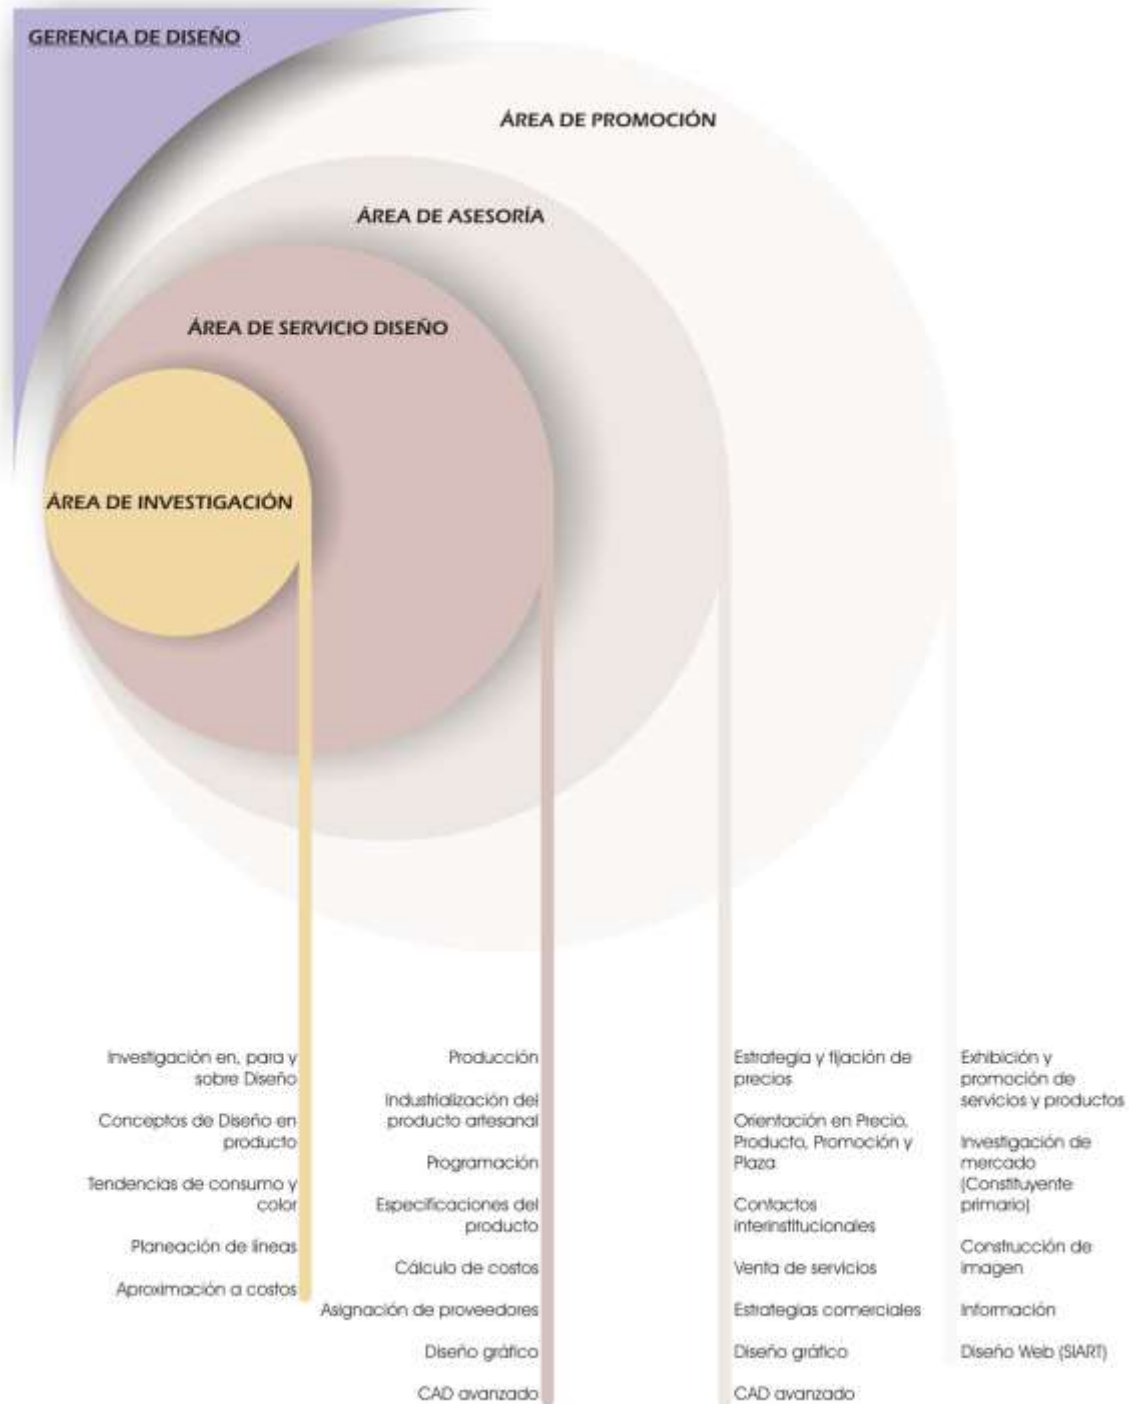 GERENCIA DE DISEÑO
ÁREA DE PROMOCIÓN
ÁREA DE ASESORÍA
ÁREA DE SERVICIO DISEÑO
ÁREA DE INVESTIGACIÓN
Investigación en, para y
sobre Diseño
Conceptos de Diseño en
producto
Tendencias de consumo y
color
Planeación de líneas
Aproximación a costos
Producción
Industrialización del
producto artesanal
Programación
Especificaciones del
producto
Cálculo de costos
Asignación de proveedores
Diseño gráfico
CAD avanzado
Estrategia y fijación de
precios
Orientación en Precio,
Producto, Promoción y
Plaza
Contactos
interinstitucionales
Venta de servicios
Estrategias comerciales
Diseño gráfico
CAD avanzado
Exhibición y
promoción de
servicios y productos
Investigación de
mercado
(Constituyente
primario)
Construcción de
imagen
Información
Diseño Web (SIART)